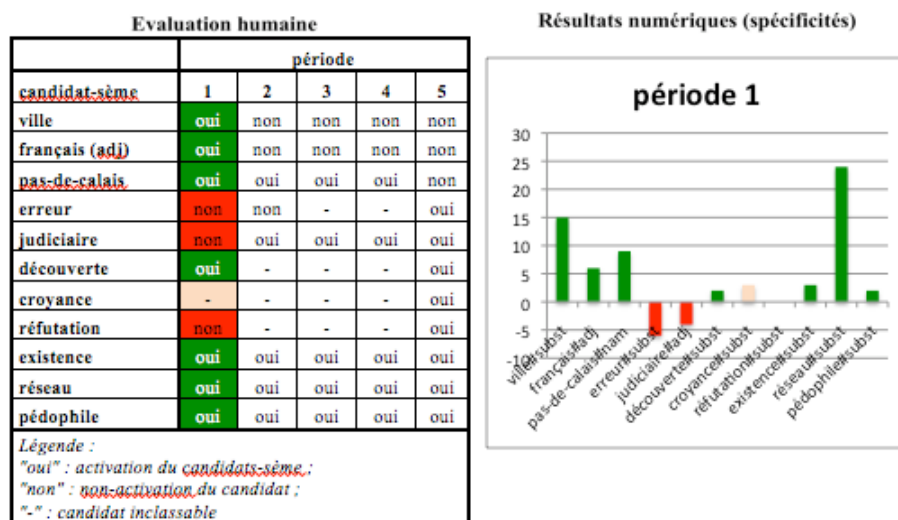 Evaluation humaine
période
candidat-sème 1 2 3 4 5
ville oui non non non non
français (adj) oui non non non non
pas-de-calais oui oui oui oui non
erreur non non - - oui
judiciaire non oui oui oui oui
découverte oui - - - oui
croyance - - - - oui
réfutation non - - - oui
existence oui oui oui oui oui
réseau oui oui oui oui oui
pédophile oui oui oui oui oui
Légende :
"oui" : activation du candidats-sème ;
"non" : non-activation du candidat ;
"-" : candidat inclassable
Résultats numériques (spécificités)
période 1
30
25
20
15
10
5
0
-5
-10
ville#subst
français#adj
pas-de-calais#nam
erreur#subst
judiciaire#adj
découverte#subst
croyance#subst
réfutation#subst
existence#subst
réseau#subst
pédophile#subst